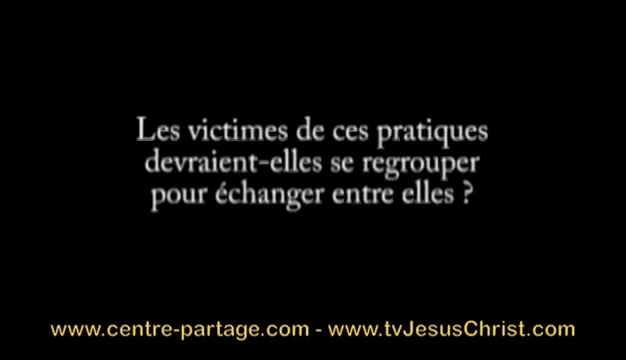 Les victimes de ces pratiques
devraient-elles se regrouper
pour échanger entre elles ?
www.centre-partage.com - www.tvJesusChrist.com